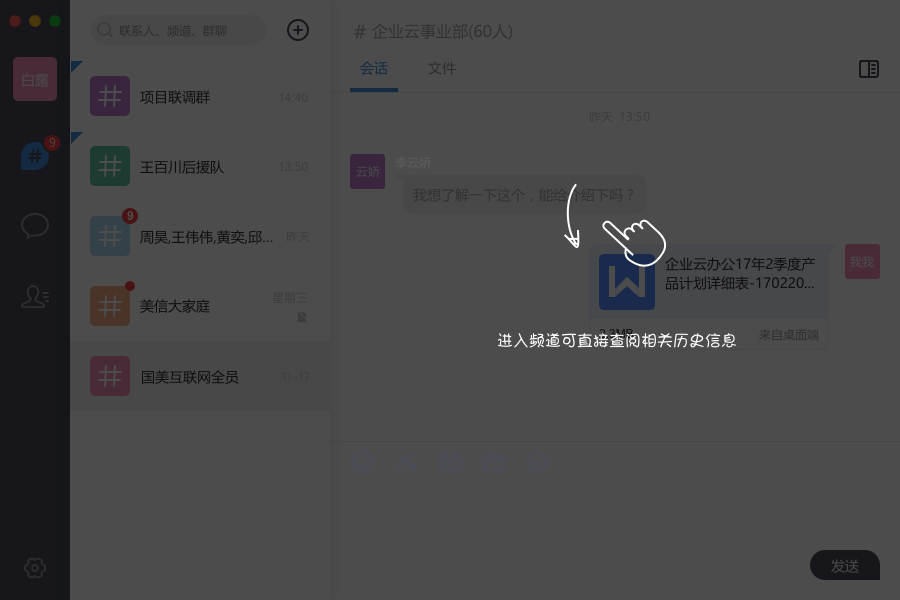 联系人、频道、群聊
# 企业云事业部(60人)
白露
会话
文件
9
项目联调群
14:40
昨天 13:50
王百川后援队
13:50
云娇
李云娇
我想了解一下这个，能给介绍下吗？
9
周昊,王伟伟,黄奕,邱...
昨天
企业云办公17年2季度产
品计划详细表-170220...
我我
美信大家庭
星期三
2.3MB
来自桌面端
进入频道可直接查阅相关历史信息
国美互联网全员
11-17
发送